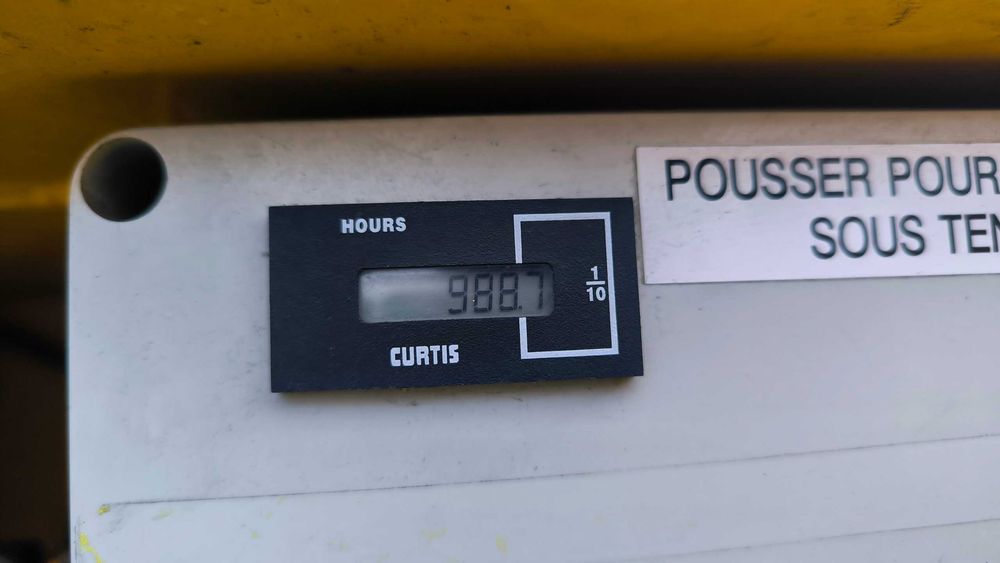 HOURS
988.7
1
10
CURTIS
POUSSER POUR
SOUS TEN